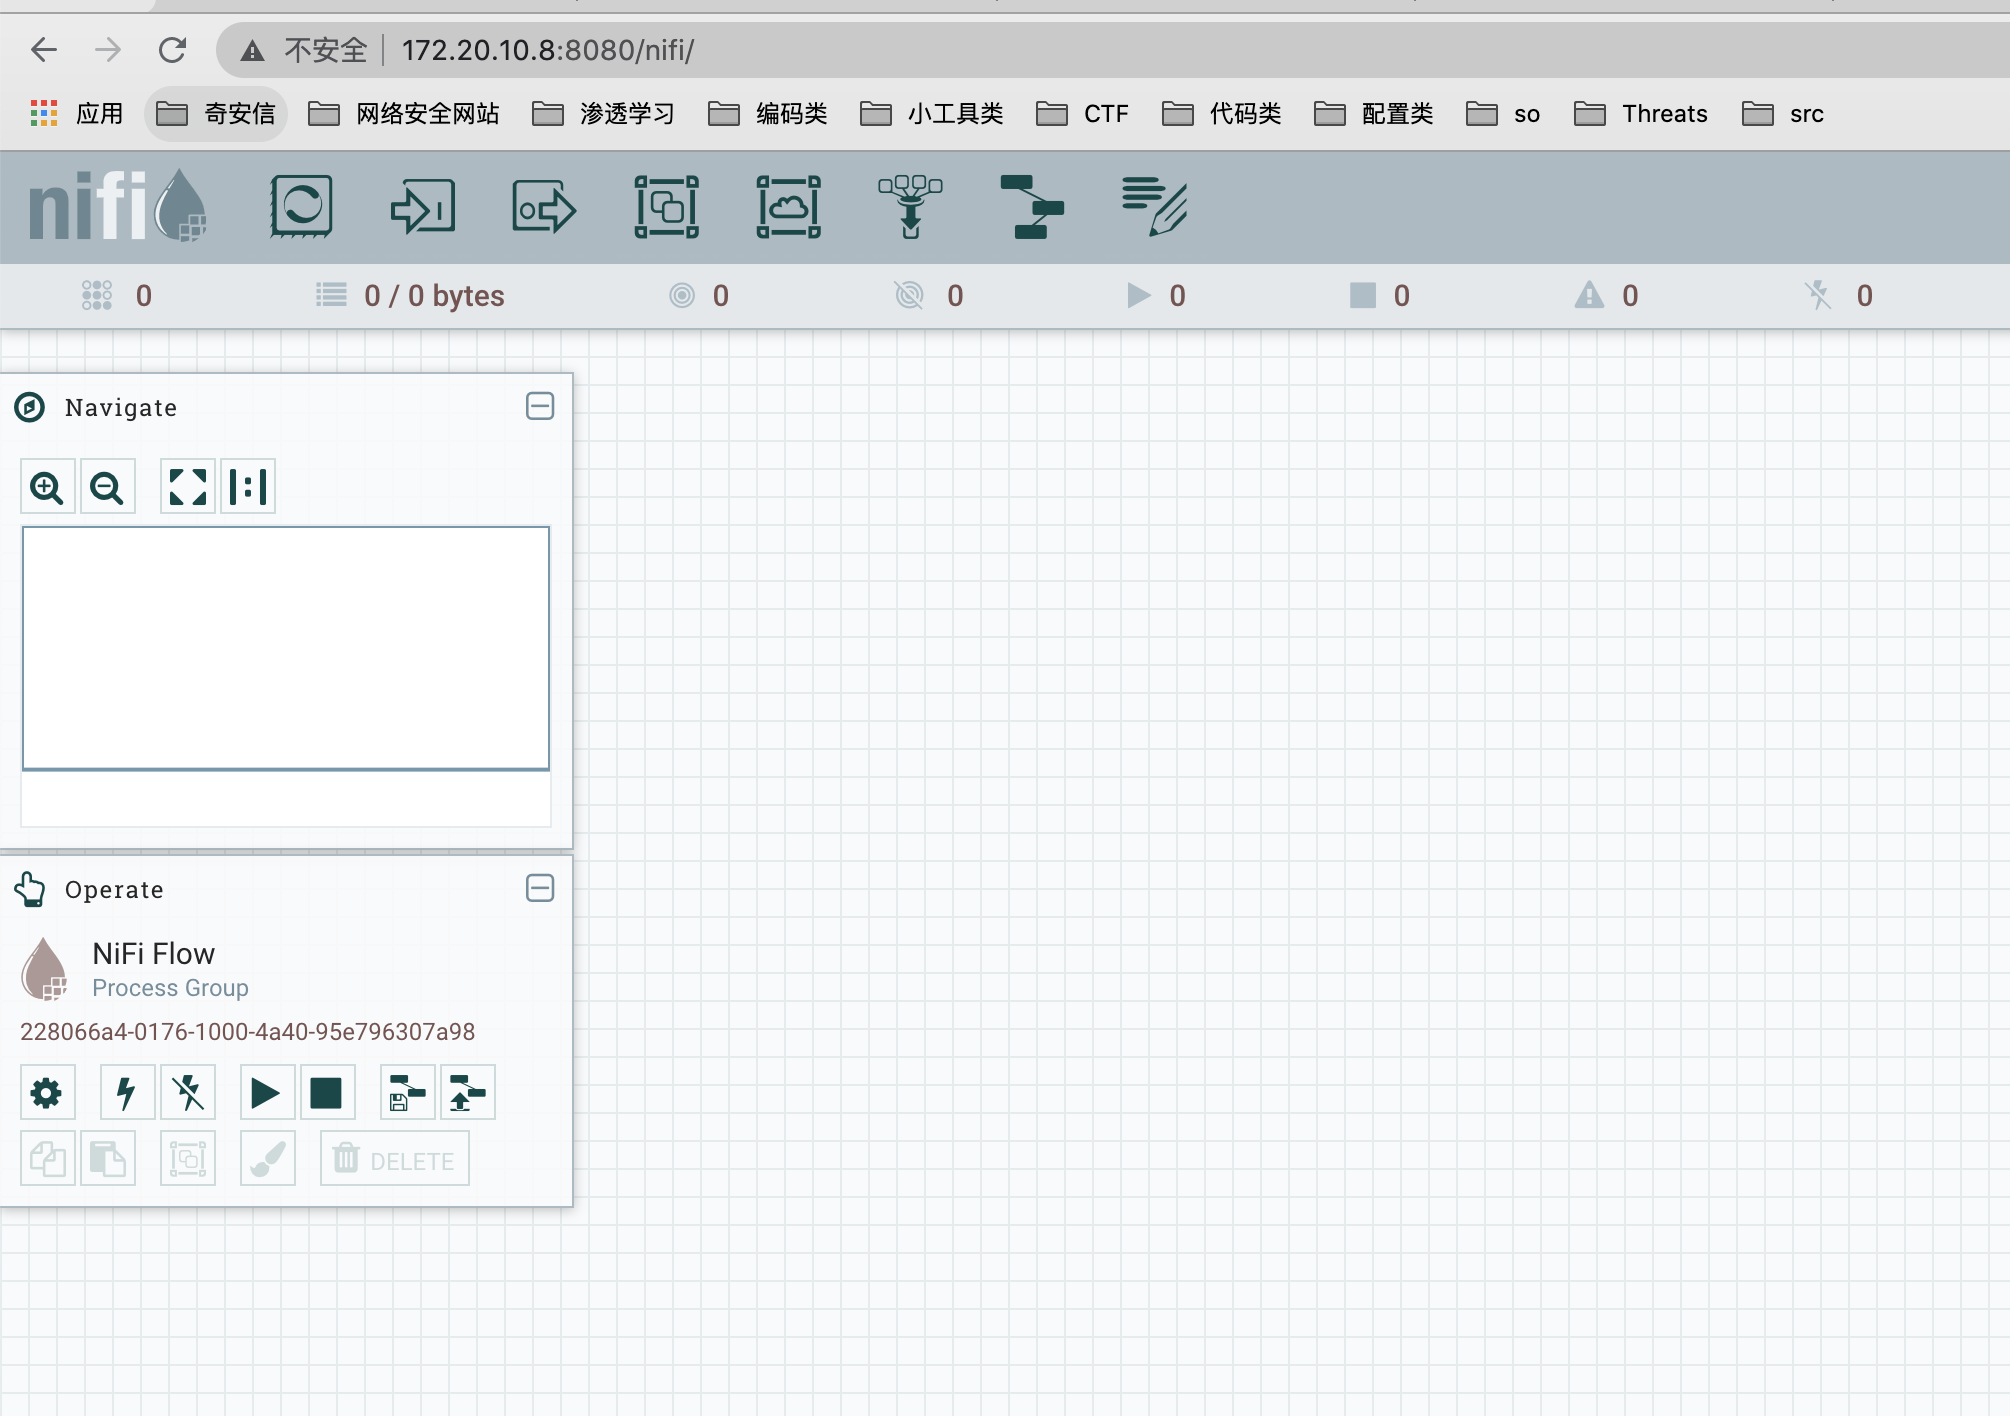 不安全 172.20.10.8:8080/nifi/
应用 奇安信 网络安全网站 渗透学习 编码类 小工具类 CTF 代码类 配置类 so Threats src
nifi
0 0 / 0 bytes 0 0 0 0 0 0
Navigate
Operate
NiFi Flow
Process Group
228066a4-0176-1000-4a40-95e796307a98
DELETE